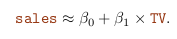 sales ≈ β₀ + β₁ × TV.